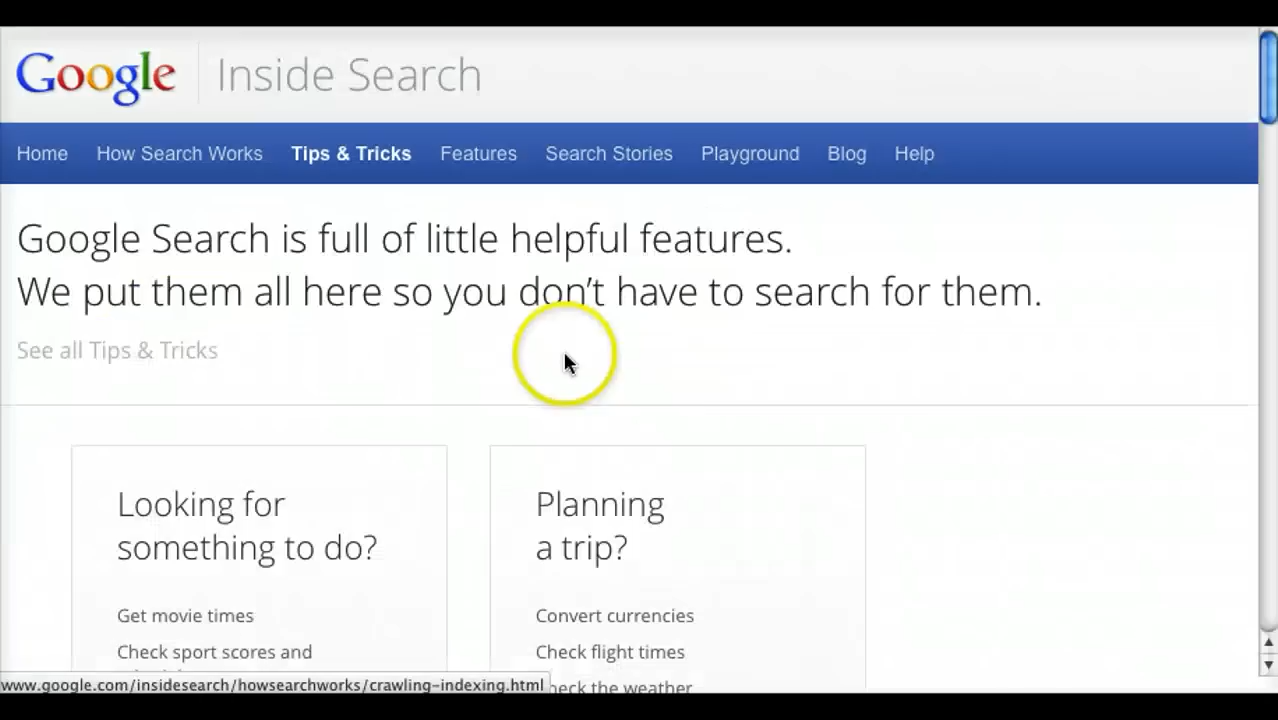 Google Inside Search
Home How Search Works Tips & Tricks Features Search Stories Playground Blog Help
Google Search is full of little helpful features.
We put them all here so you don't have to search for them.
See all Tips & Tricks
Looking for
something to do?
Get movie times
Check sport scores and
Planning
a trip?
Convert currencies
Check flight times
the weather
www.google.com/insidesearch/howsearchworks/crawling-indexing.html